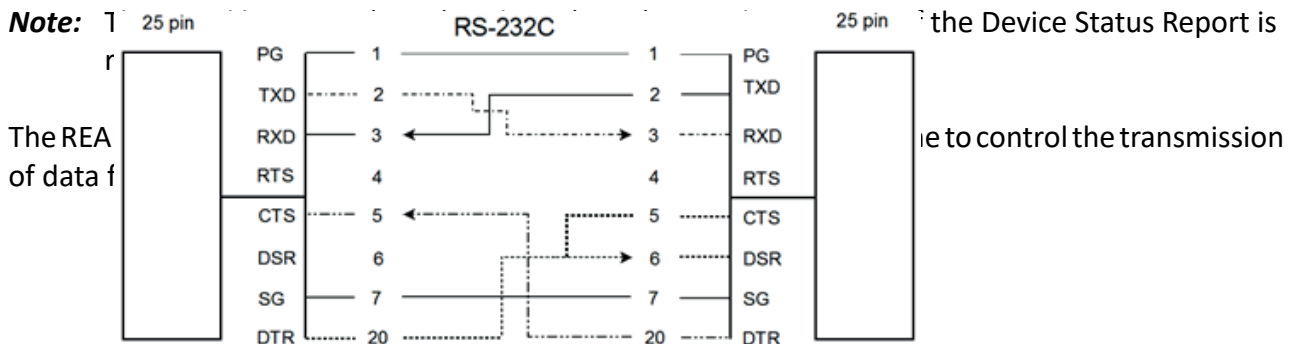 Note: 25 pin RS-232C 25 pin f the Device Status Report is
PG 1 1 PG
TXD 2 2 TXD
The REA RXD 3 3 RXD e to control the transmission
of data f RTS 4 4 RTS
CTS 5 5 CTS
DSR 6 6 DSR
SG 7 7 SG
DTR 20 20 DTR